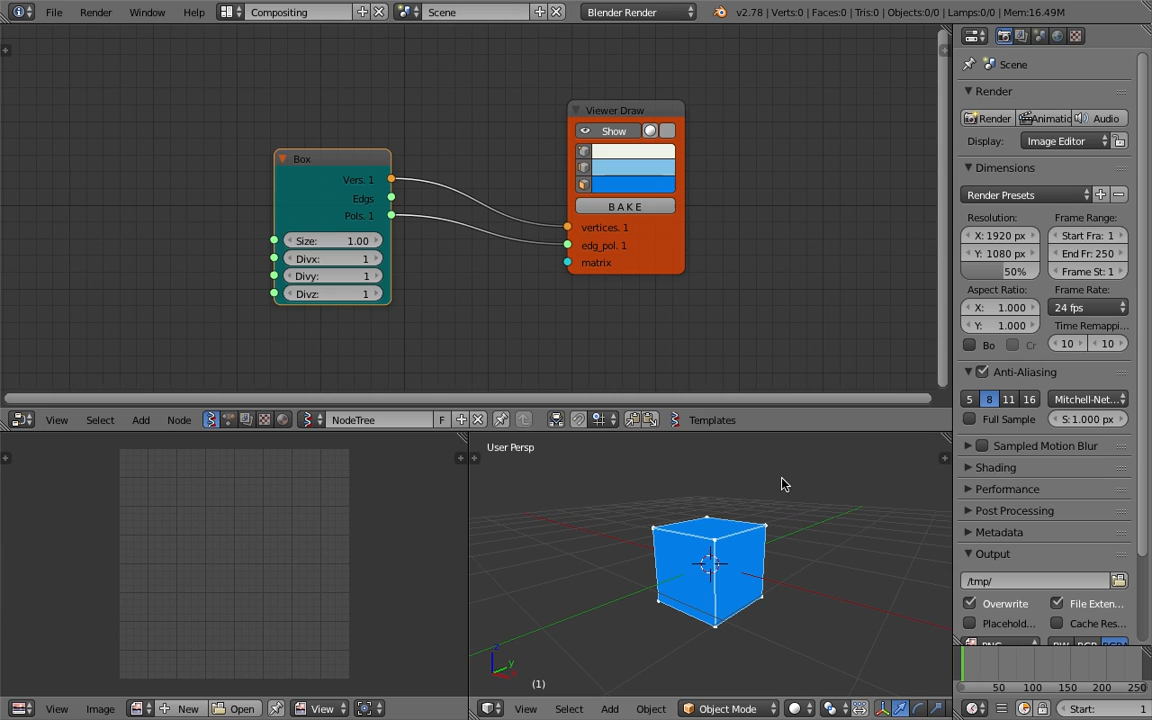 File Render Window Help Compositing Scene Blender Render v2.78 | Verts:0 | Faces:0 | Tris:0 | Objects:0/0 | Lamps:0/0 | Mem:16.49M
Box
Vers. 1
Edgs
Pols. 1
Size: 1.00
Divx: 1
Divy: 1
Divz: 1
Viewer Draw
Show
BAKE
vertices. 1
edg_pol. 1
matrix
View Select Add Node NodeTree F Templates
User Persp
z
y
(1)
View Image New Open View
View Select Add Object Object Mode
Scene
Render
Render Animatic Audio
Display: Image Editor
Dimensions
Render Presets
Resolution: Frame Range:
X: 1920 px Start Fra: 1
Y: 1080 px End Fr: 250
50% Frame St: 1
Aspect Ratio: Frame Rate:
X: 1.000 24 fps
Y: 1.000 Time Remappi...
Bo Cr 10 10
Anti-Aliasing
5 8 11 16 Mitchell-Net...
Full Sample S: 1.000 px
Sampled Motion Blur
Shading
Performance
Post Processing
Metadata
Output
/tmp/
Overwrite File Exten...
Placehold... Cache Res...
50 100 150 200 250
Start: 1